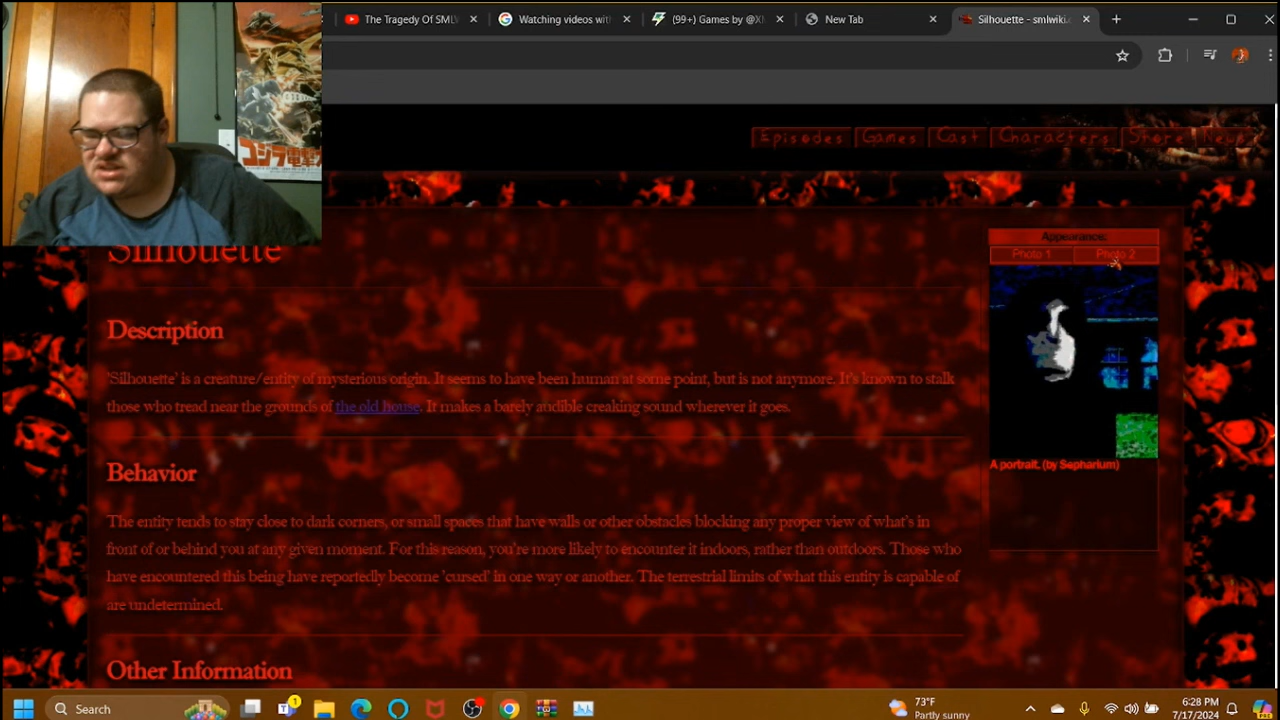 The Tragedy Of SML
Watching videos wit
(99+) Games by @X
New Tab
Silhouette - smlwiki.
Episodes Games Cast Characters Store
Silhouette
Appearance:
Photo 1 Photo 2
Description
'Silhouette' is a creature/entity of mysterious origin. It seems to have been human at some point, but is not anymore. It's known to stalk
those who tread near the grounds of the old house. It makes a barely audible creaking sound wherever it goes.
A portrait. (by Sepharium)
Behavior
The entity tends to stay close to dark corners, or small spaces that have walls or other obstacles blocking any proper view of what's in
front of or behind you at any given moment. For this reason, you're more likely to encounter it indoors, rather than outdoors. Those who
have encountered this being have reportedly become 'cursed' in one way or another. The terrestrial limits of what this entity is capable of
are undetermined.
Other Information
Search
73°F
Partly sunny
6:28 PM
7/17/2024
ゴジラ電撃大